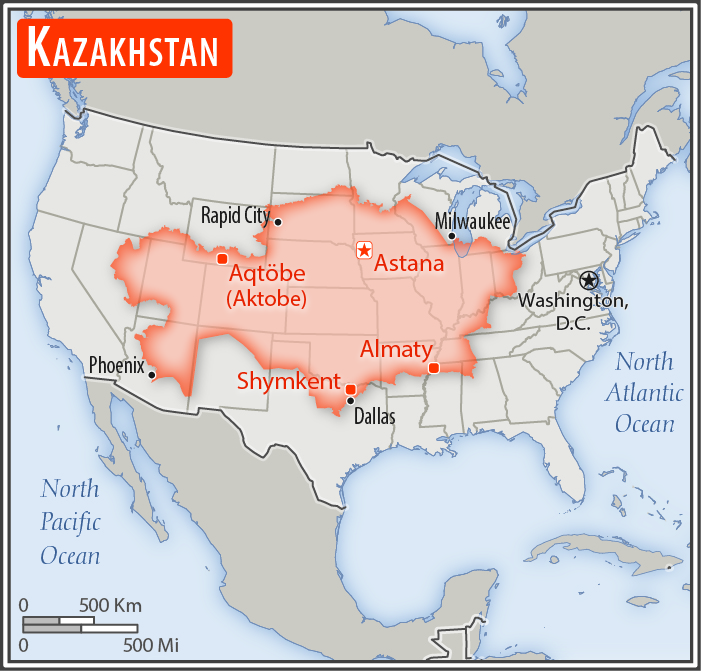 KAZAKHSTAN
Rapid City
Milwaukee
Aqtöbe
(Aktobe)
Astana
Washington,
D.C.
Phoenix
Almaty
Shymkent
Dallas
North
Atlantic
Ocean
North
Pacific
Ocean
0 500 Km
0 500 Mi